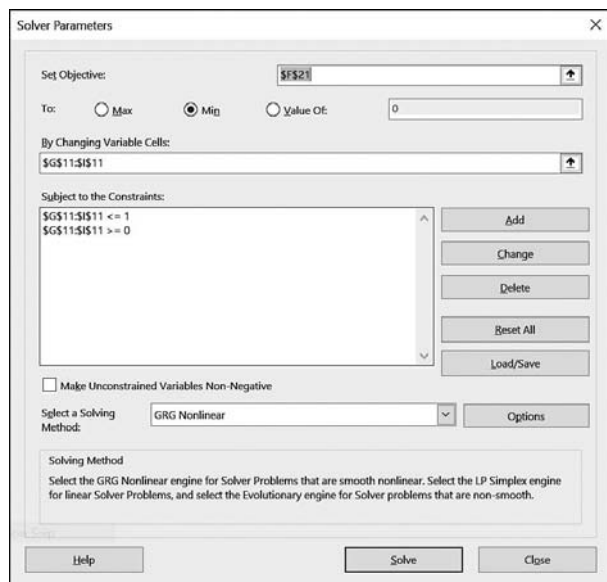 Solver Parameters
Set Objective:
$F$21
To:
Max
Min
Value Of:
0
By Changing Variable Cells:
$G$11:$I$11
Subject to the Constraints:
$G$11:$I$11 <= 1
$G$11:$I$11 >= 0
Add
Change
Delete
Reset All
Load/Save
Make Unconstrained Variables Non-Negative
Select a Solving
Method:
GRG Nonlinear
Options
Solving Method
Select the GRG Nonlinear engine for Solver Problems that are smooth nonlinear. Select the LP Simplex engine
for linear Solver Problems, and select the Evolutionary engine for Solver problems that are non-smooth.
Help
Solve
Close